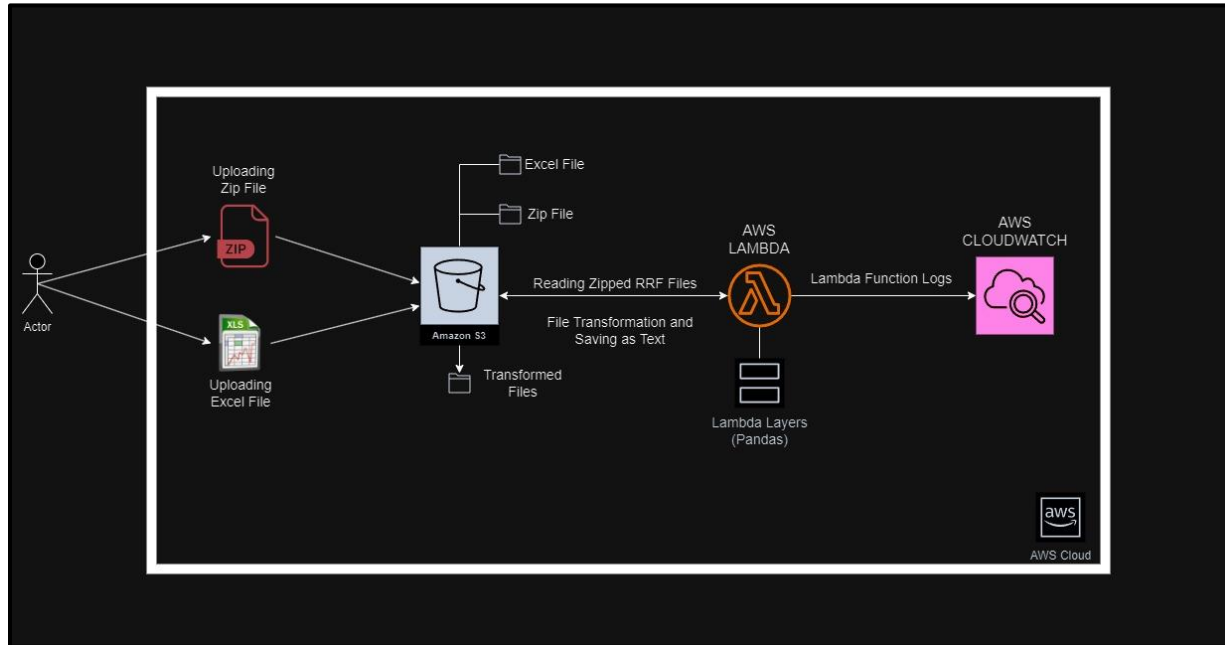 Uploading
Zip File
ZIP
Actor
XLS
Uploading
Excel File
Excel File
Zip File
Amazon S3
Transformed
Files
Reading Zipped RRF Files
File Transformation and
Saving as Text
AWS
LAMBDA
Lambda Layers
(Pandas)
Lambda Function Logs
AWS
CLOUDWATCH
aws
AWS Cloud